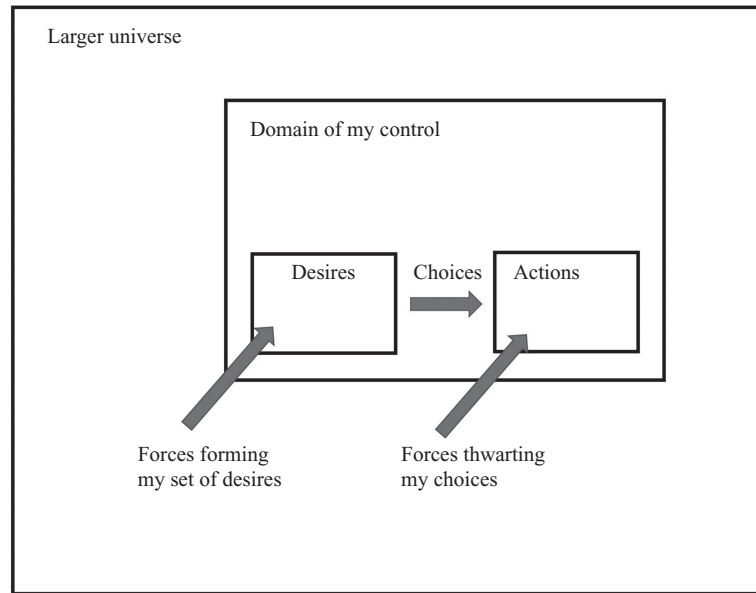 Larger universe
Domain of my control
Desires
Choices
Actions
Forces forming
my set of desires
Forces thwarting
my choices